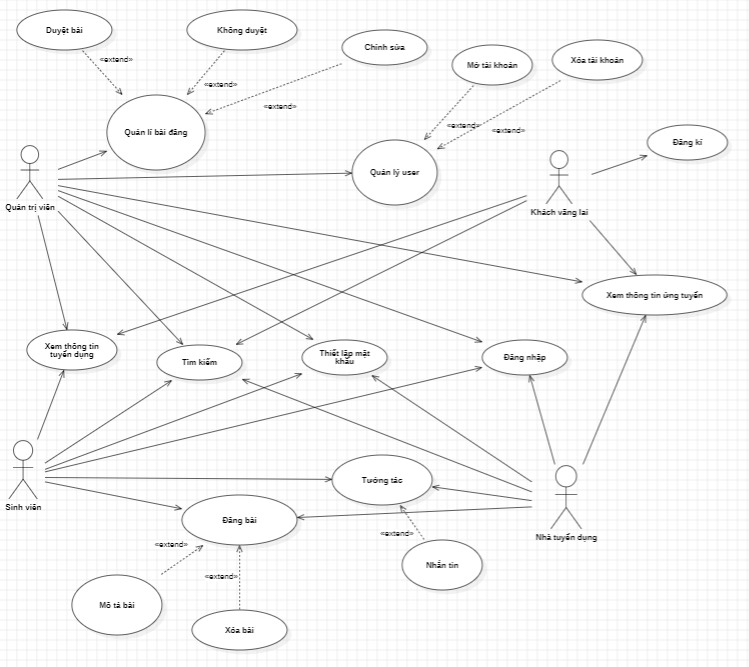 Duyệt bài
Không duyệt
Chỉnh sửa
Mở tài khoản
Xóa tài khoản
«extend»
«extend»
«extend»
«extend»
«extend»
Quản lí bài đăng
Quản lý user
Đăng kí
Quản trị viên
Khách vãng lai
Xem thông tin ứng tuyển
Xem thông tin
tuyển dụng
Tìm kiếm
Thiết lập mật
khẩu
Đăng nhập
Sinh viên
Tương tác
Đăng bài
Nhà tuyển dụng
«extend»
«extend»
«extend»
Nhắn tin
Mô tả bài
Xóa bài